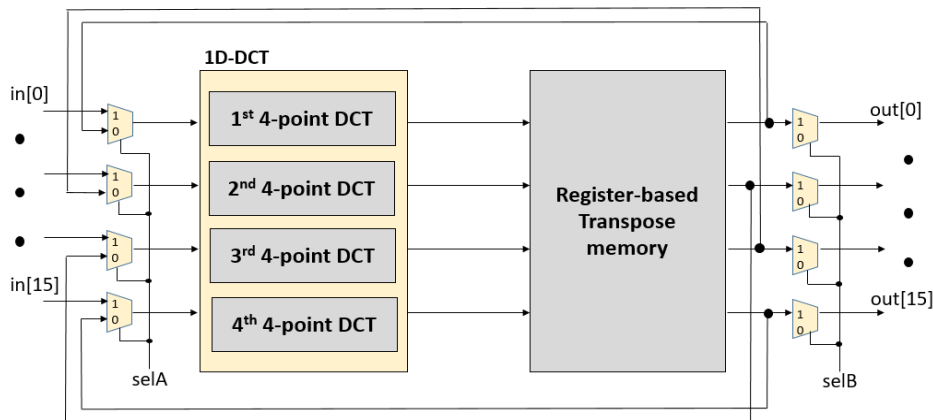 1D-DCT
in[0]
1
0
1st 4-point DCT
1
0
out[0]
1
0
2nd 4-point DCT
Register-based
Transpose
memory
1
0
1
0
3rd 4-point DCT
1
0
in[15]
1
0
4th 4-point DCT
1
0
out[15]
selA
selB